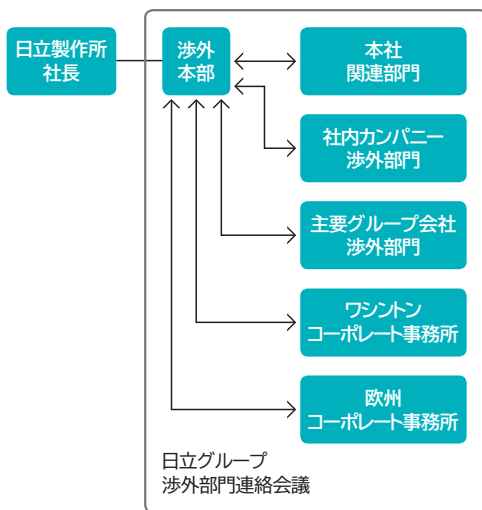 日立製作所
社長
渉外
本部
本社
関連部門
社内カンパニー
渉外部門
主要グループ会社
渉外部門
ワシントン
コーポレート事務所
欧州
コーポレート事務所
日立グループ
渉外部門連絡会議